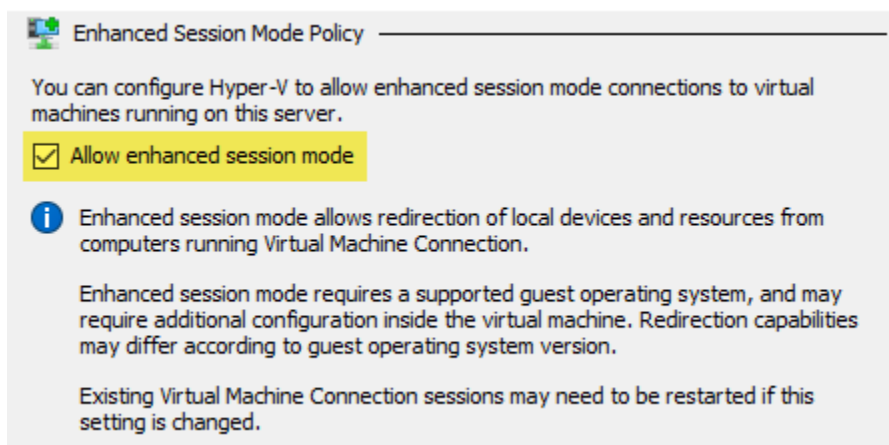 Enhanced Session Mode Policy
You can configure Hyper-V to allow enhanced session mode connections to virtual
machines running on this server.
Allow enhanced session mode
Enhanced session mode allows redirection of local devices and resources from
computers running Virtual Machine Connection.
Enhanced session mode requires a supported guest operating system, and may
require additional configuration inside the virtual machine. Redirection capabilities
may differ according to guest operating system version.
Existing Virtual Machine Connection sessions may need to be restarted if this
setting is changed.